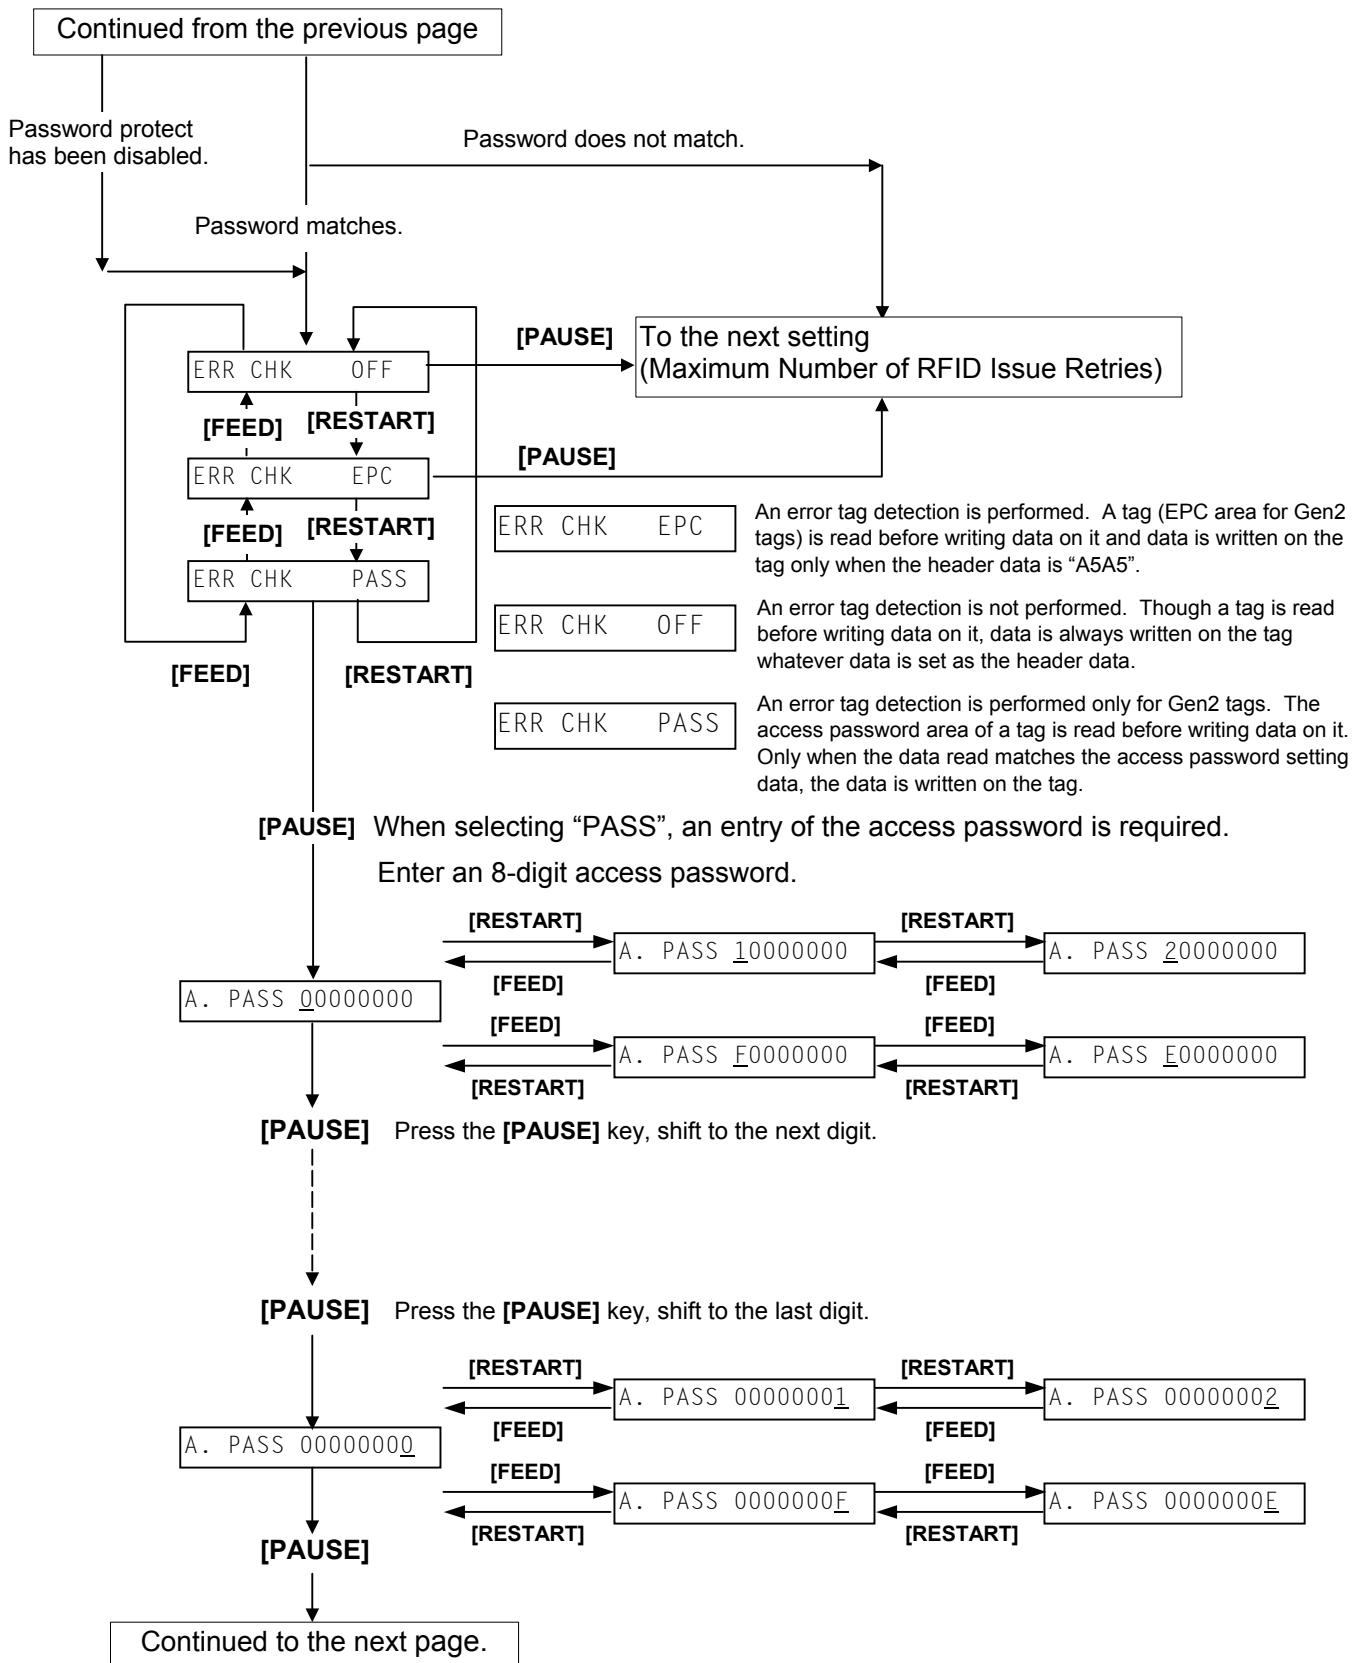 Continued from the previous page
Password protect
has been disabled.
Password does not match.
Password matches.
ERR CHK OFF
[PAUSE]
To the next setting
(Maximum Number of RFID Issue Retries)
[FEED] [RESTART]
ERR CHK EPC
[PAUSE]
[FEED] [RESTART]
ERR CHK PASS
[FEED] [RESTART]
ERR CHK EPC
An error tag detection is performed. A tag (EPC area for Gen2
tags) is read before writing data on it and data is written on the
tag only when the header data is “A5A5”.
ERR CHK OFF
An error tag detection is not performed. Though a tag is read
before writing data on it, data is always written on the tag
whatever data is set as the header data.
ERR CHK PASS
An error tag detection is performed only for Gen2 tags. The
access password area of a tag is read before writing data on it.
Only when the data read matches the access password setting
data, the data is written on the tag.
[PAUSE] When selecting “PASS”, an entry of the access password is required.
Enter an 8-digit access password.
[RESTART] [RESTART]
A. PASS 10000000 A. PASS 20000000
[FEED] [FEED]
A. PASS 00000000
[FEED] [FEED]
A. PASS F0000000 A. PASS E0000000
[RESTART] [RESTART]
[PAUSE] Press the [PAUSE] key, shift to the next digit.
[PAUSE] Press the [PAUSE] key, shift to the last digit.
[RESTART] [RESTART]
A. PASS 00000001 A. PASS 00000002
[FEED] [FEED]
A. PASS 00000000
[FEED] [FEED]
A. PASS 0000000F A. PASS 0000000E
[RESTART] [RESTART]
[PAUSE]
Continued to the next page.